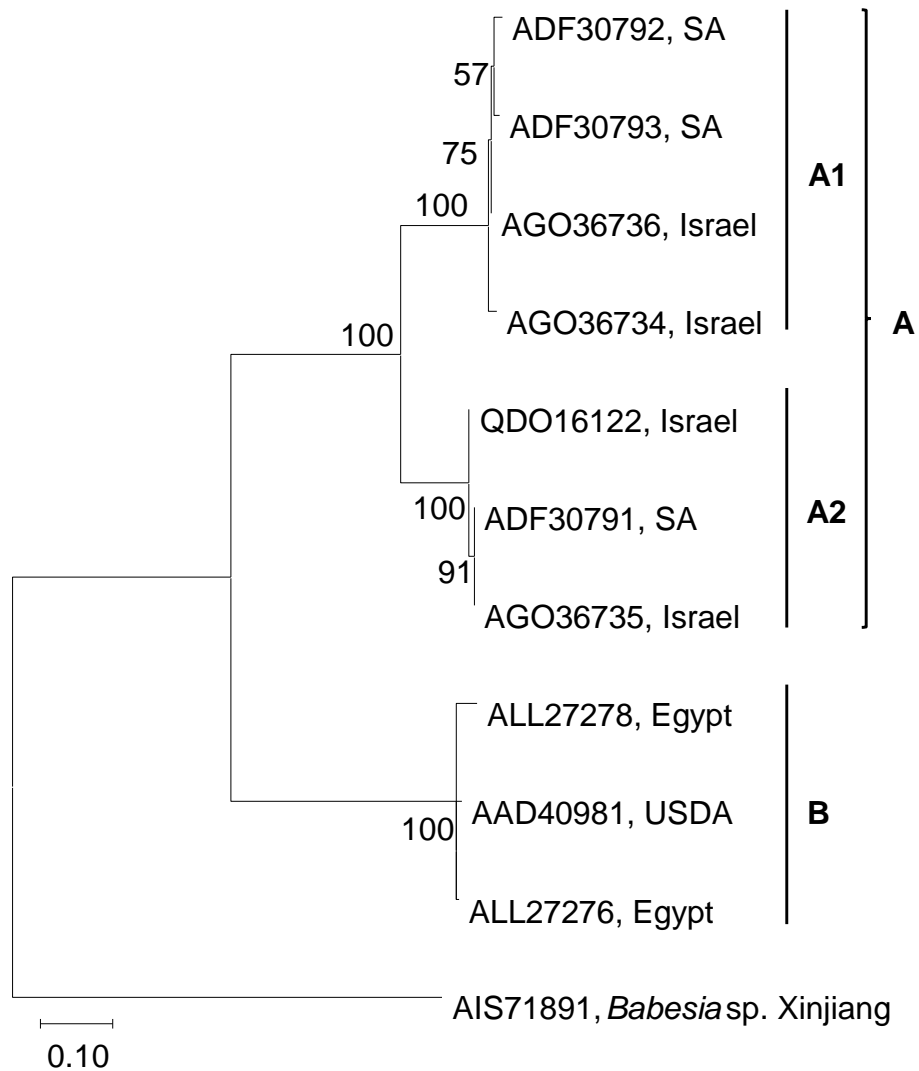 ADF30792, SA
57
ADF30793, SA
75
A1
100
AGO36736, Israel
AGO36734, Israel
A
100
QDO16122, Israel
100
ADF30791, SA
A2
91
AGO36735, Israel
ALL27278, Egypt
AAD40981, USDA
B
100
ALL27276, Egypt
AIS71891, Babesia sp. Xinjiang
0.10